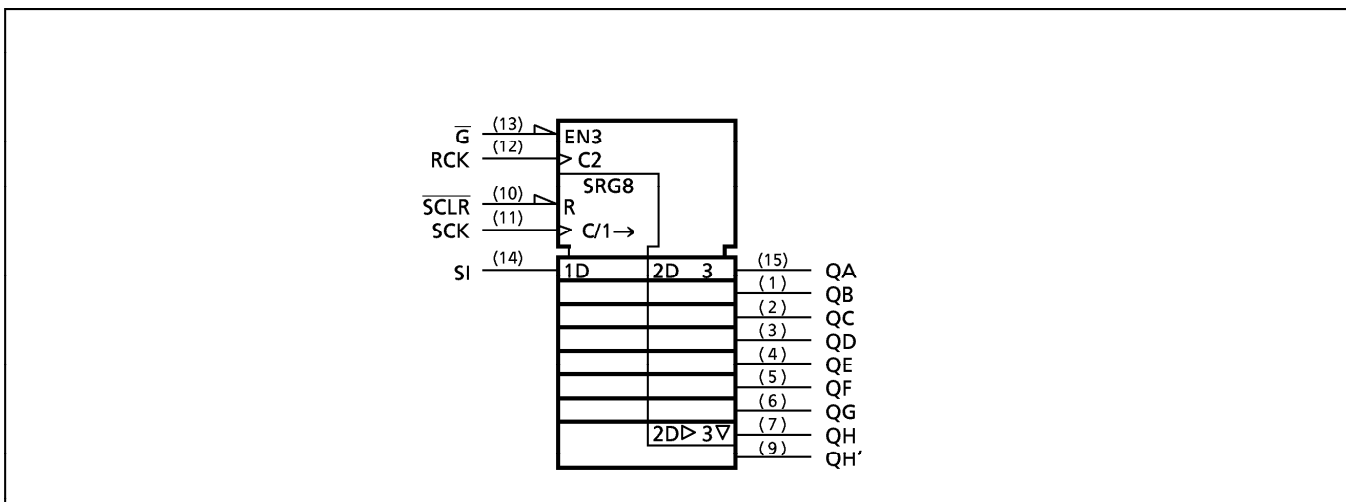 G̅ (13) EN3
RCK (12) C2
SRG8
S̅C̅L̅R̅ (10) R
SCK (11) C/1→
SI (14) 1D 2D 3 (15) QA
(1) QB
(2) QC
(3) QD
(4) QE
(5) QF
(6) QG
2D▷ 3▽ (7) QH
(9) QH′